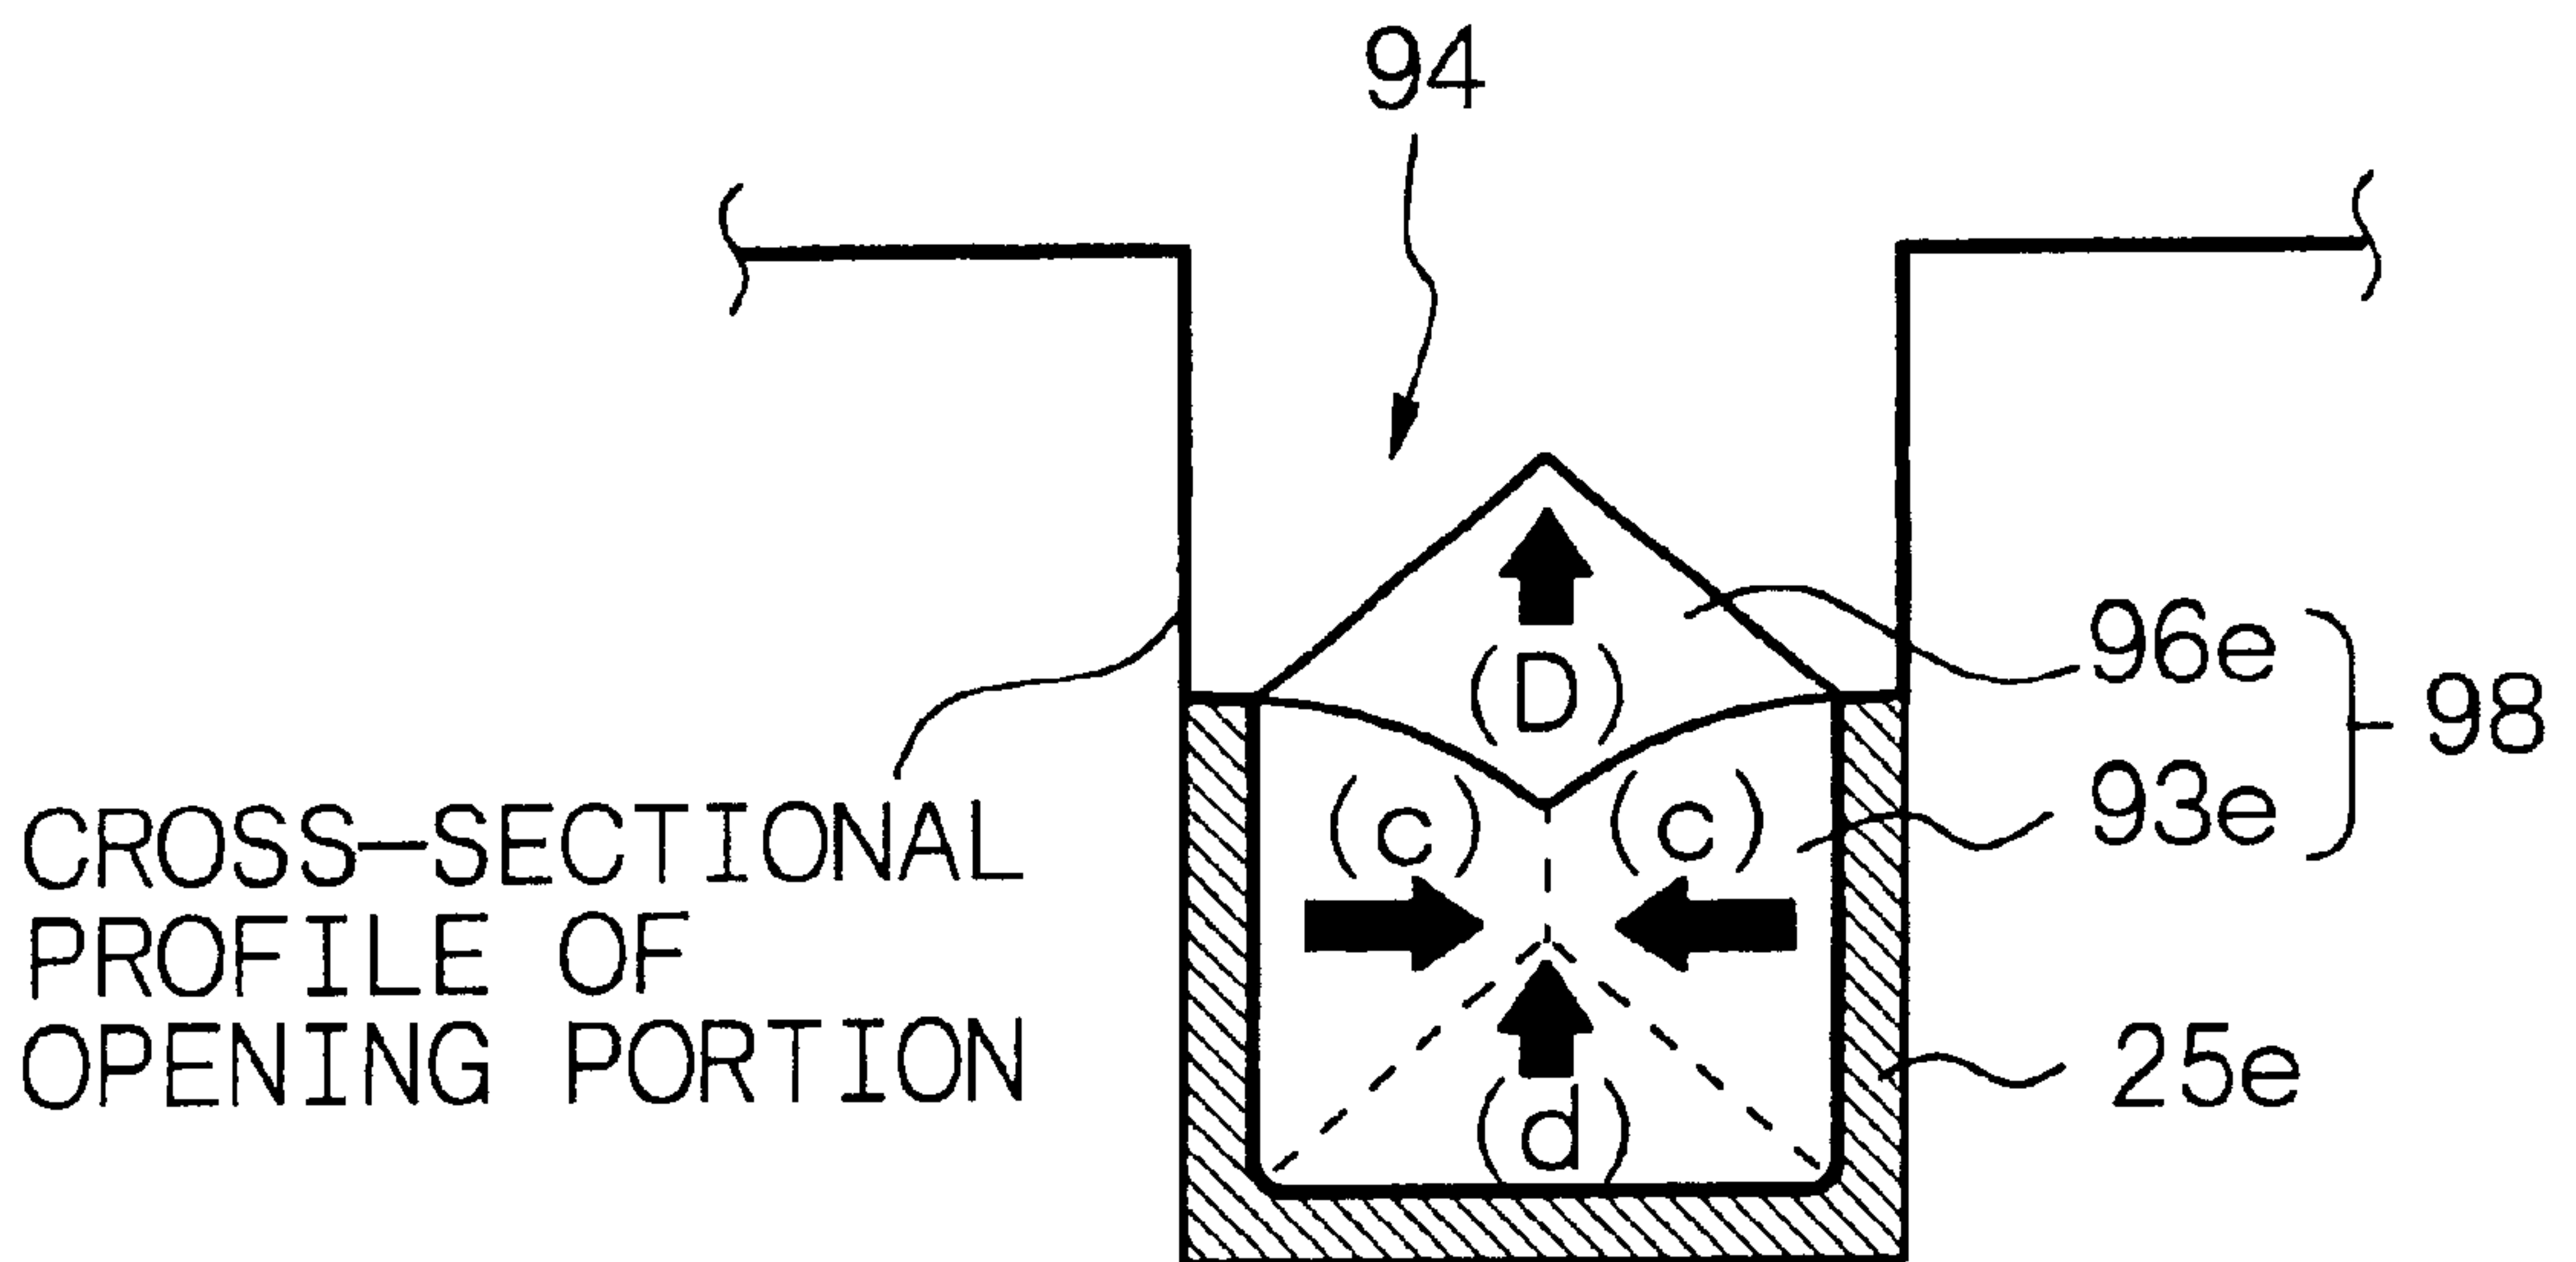 94
96e
98
(D)
(c) (c)
93e
CROSS-SECTIONAL
PROFILE OF
OPENING PORTION
25e
(d)